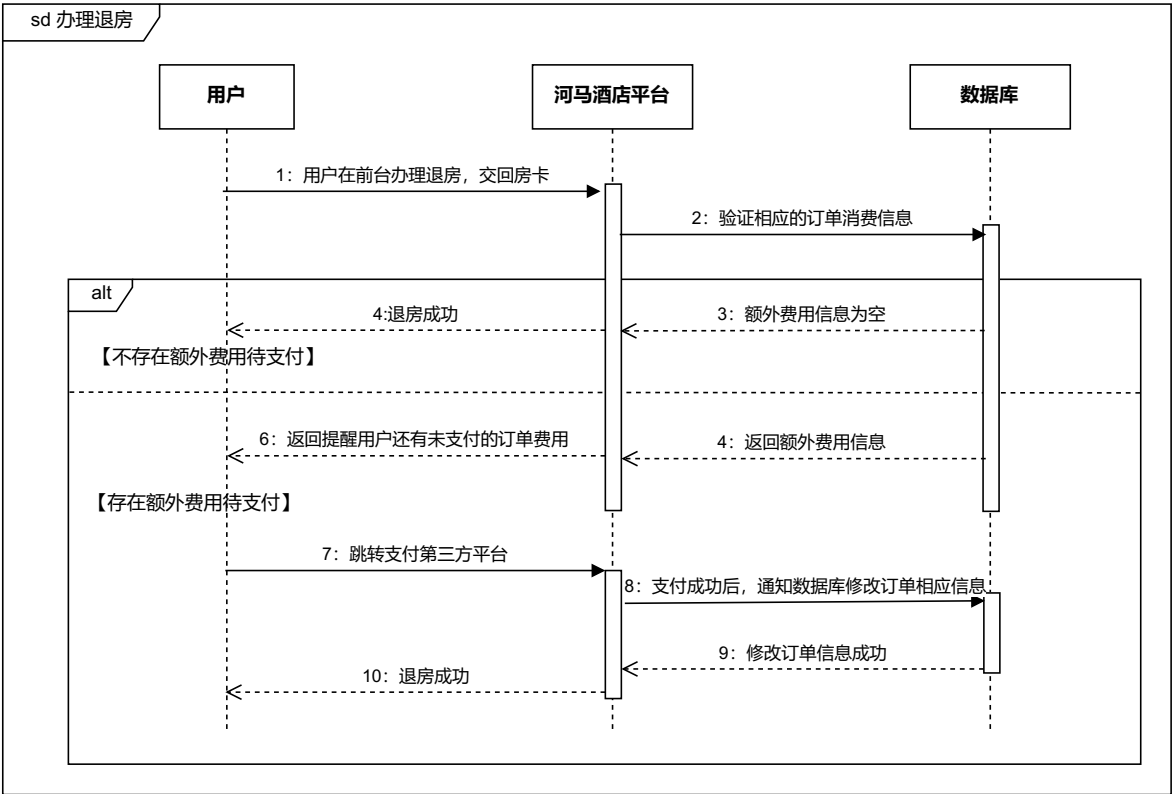 sd 办理退房
用户
河马酒店平台
数据库
1：用户在前台办理退房，交回房卡
2：验证相应的订单消费信息
alt
4:退房成功
3：额外费用信息为空
【不存在额外费用待支付】
6：返回提醒用户还有未支付的订单费用
4：返回额外费用信息
【存在额外费用待支付】
7：跳转支付第三方平台
8：支付成功后，通知数据库修改订单相应信息
9：修改订单信息成功
10：退房成功